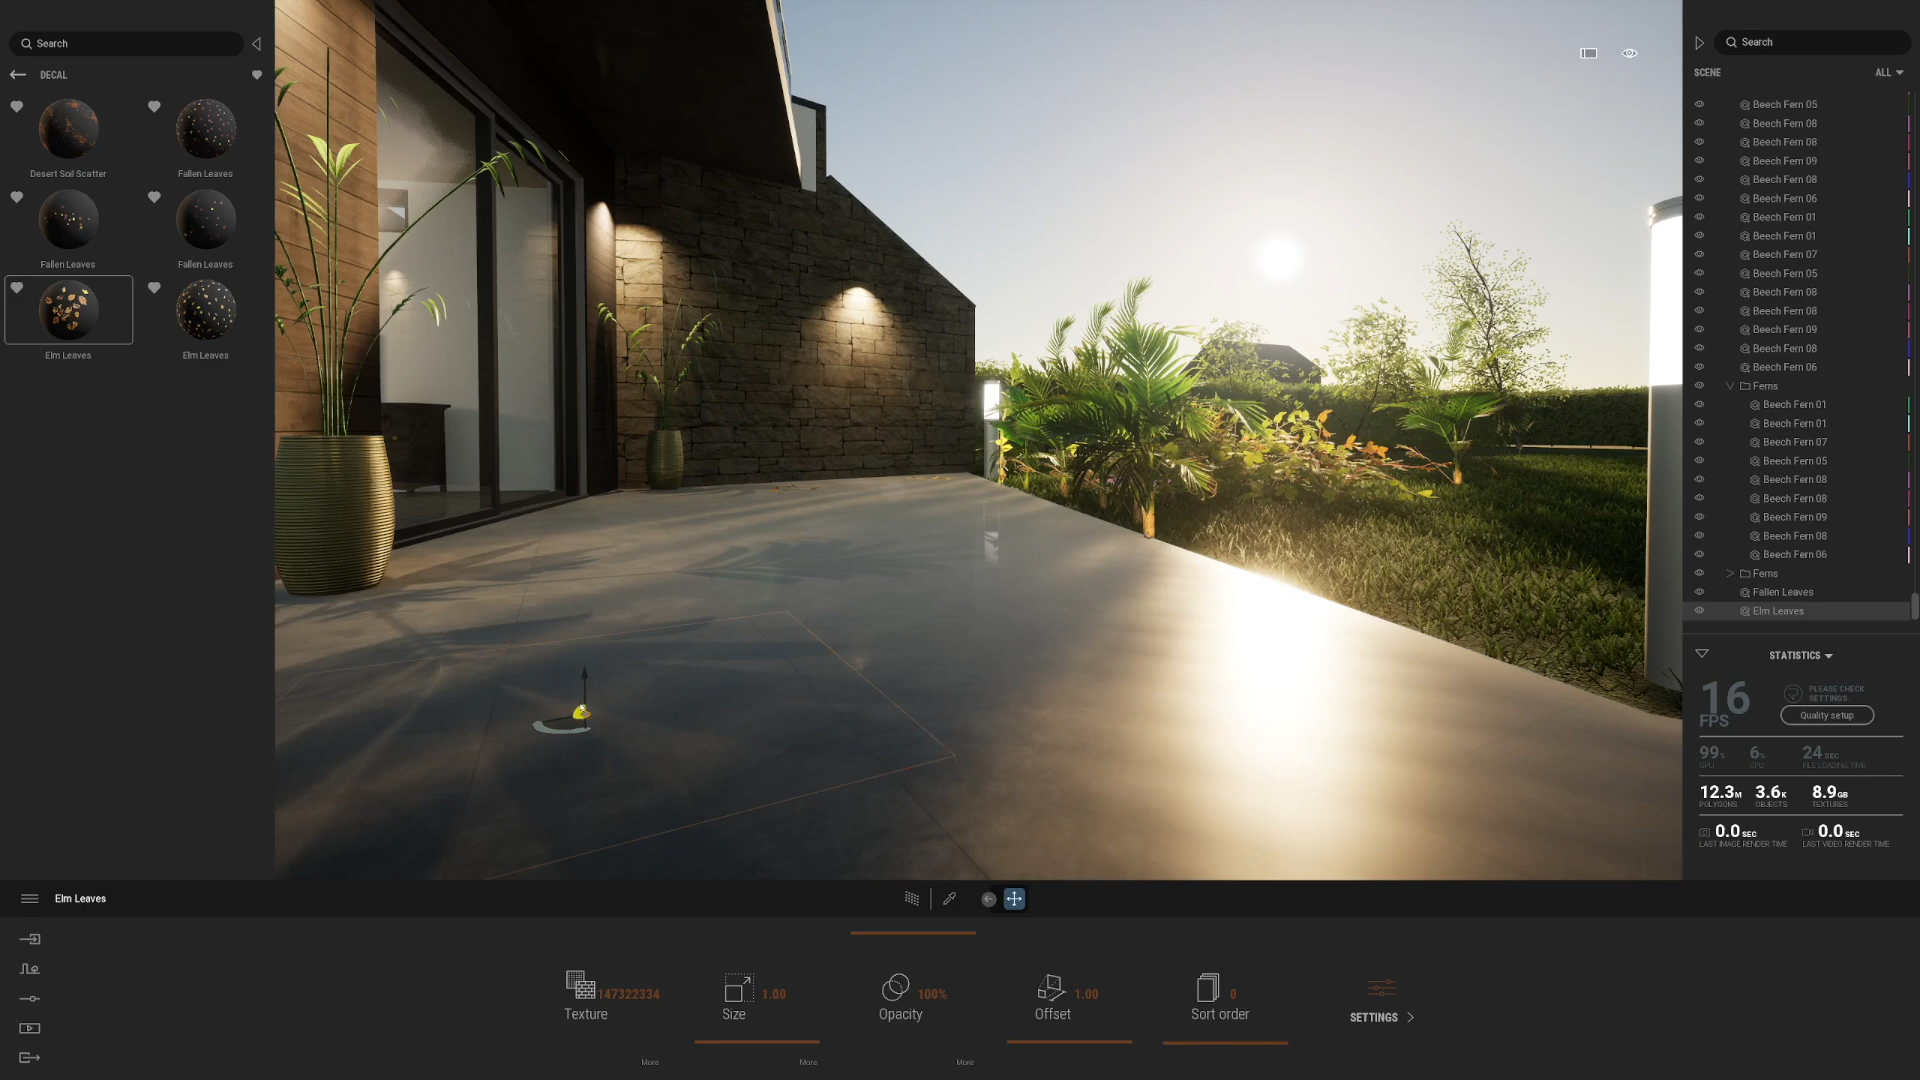 Search
DECAL
Desert Soil Scatter
Fallen Leaves
Fallen Leaves
Fallen Leaves
Elm Leaves
Elm Leaves
Search
SCENE
ALL
Beech Fern 05
Beech Fern 08
Beech Fern 08
Beech Fern 09
Beech Fern 08
Beech Fern 06
Beech Fern 01
Beech Fern 01
Beech Fern 07
Beech Fern 05
Beech Fern 08
Beech Fern 08
Beech Fern 09
Beech Fern 08
Beech Fern 06
Ferns
Beech Fern 01
Beech Fern 01
Beech Fern 07
Beech Fern 05
Beech Fern 08
Beech Fern 08
Beech Fern 09
Beech Fern 08
Beech Fern 06
Ferns
Fallen Leaves
Elm Leaves
STATISTICS
16
FPS
PLEASE CHECK
SETTINGS.
Quality setup
99% 6% 24 SEC
GPU CPU FILE LOADING TIME
12.3M 3.6K 8.9GB
POLYGONS OBJECTS TEXTURES
0.0 SEC 0.0 SEC
LAST IMAGE RENDER TIME LAST VIDEO RENDER TIME
Elm Leaves
147322334
Texture
1.00
Size
100%
Opacity
1.00
Offset
0
Sort order
SETTINGS
More
More
More